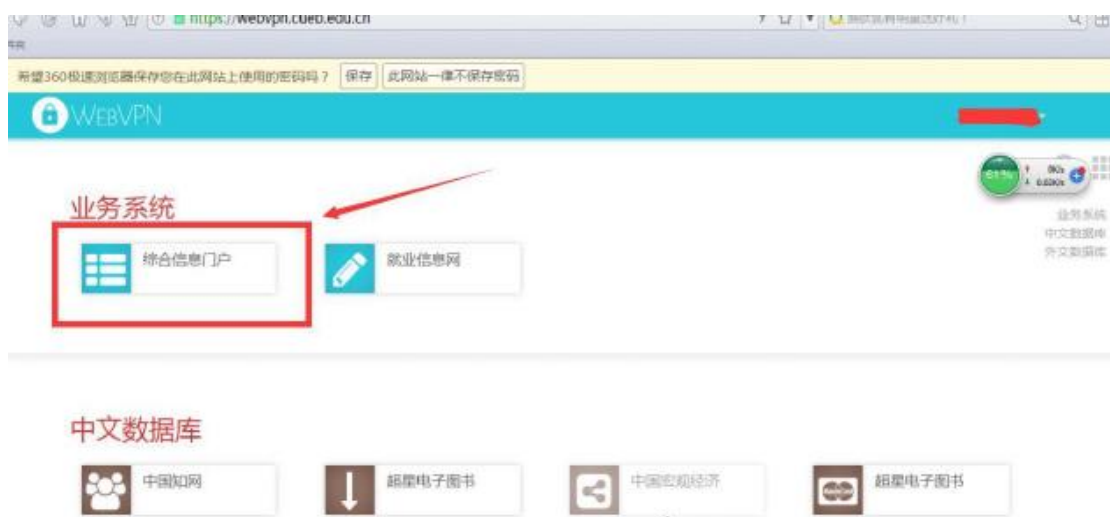 https://webvpn.cueb.edu.cn
希望360极速浏览器保存您在此网站上使用的密码吗？ 保存 此网站一律不保存密码
WEBVPN
61%
业务系统
综合信息门户 就业信息网
业务系统
中文数据库
外文数据库
中文数据库
中国知网 超星电子图书 中国宏观经济 超星电子图书